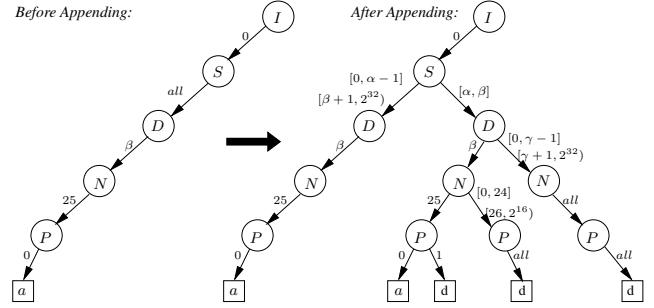 Before Appending:
After Appending:
I
I
0
0
S
S
all
[0, α − 1]
[β + 1, 2^32)
[α, β]
D
D
D
β
β
β
[0, γ − 1]
[γ + 1, 2^32)
N
N
N
N
25
25
25
[0, 24]
[26, 2^16)
all
P
P
P
P
P
0
0
0
1
all
all
a
a
a
d
d
d